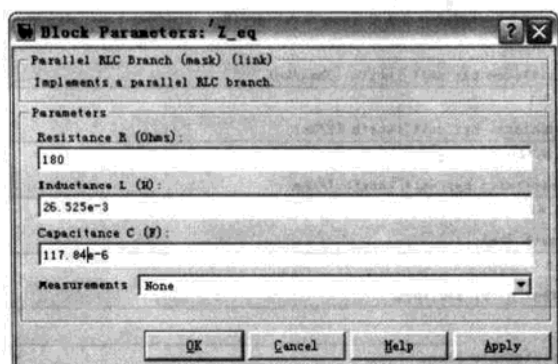 Block Parameters: 'Z_eq
Parallel RLC Branch (mask) (link)
Implements a parallel RLC branch.
Parameters
Resistance R (Ohms):
180
Inductance L (H):
26.525e-3
Capacitance C (F):
117.84e-6
Measurements None
OK Cancel Help Apply